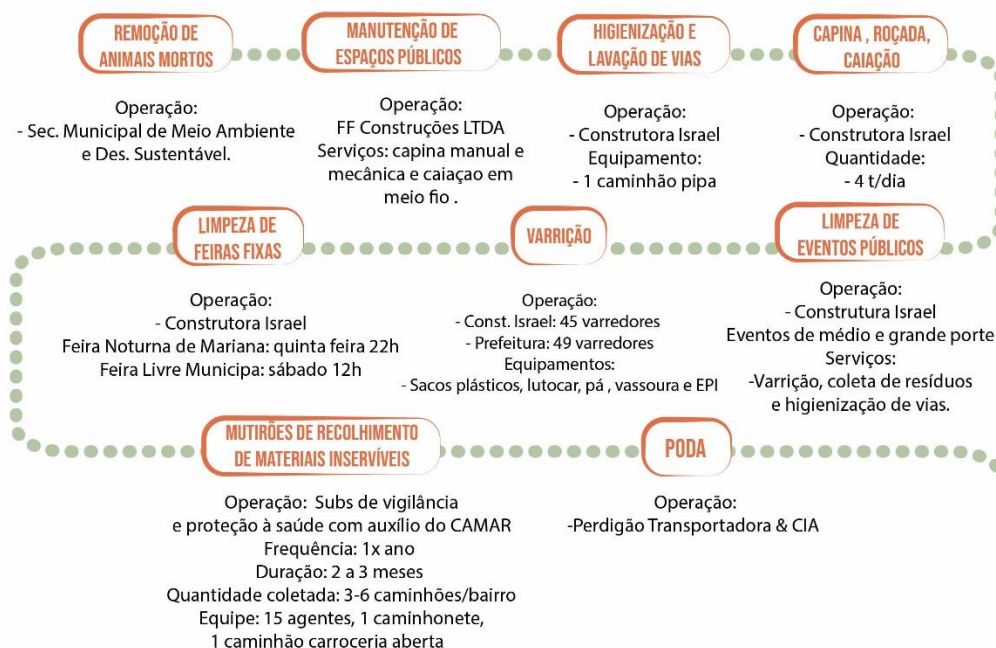 REMOÇÃO DE
ANIMAIS MORTOS
Operação:
- Sec. Municipal de Meio Ambiente
e Des. Sustentável.
MANUTENÇÃO DE
ESPAÇOS PÚBLICOS
Operação:
FF Construções LTDA
Serviços: capina manual e
mecânica e caiaçao em
meio fio .
HIGIENIZAÇÃO E
LAVAÇÃO DE VIAS
Operação:
- Construtora Israel
Equipamento:
- 1 caminhão pipa
CAPINA , ROÇADA,
CAIAÇÃO
Operação:
- Construtora Israel
Quantidade:
- 4 t/dia
LIMPEZA DE
FEIRAS FIXAS
Operação:
- Construtora Israel
Feira Noturna de Mariana: quinta feira 22h
Feira Livre Municipa: sábado 12h
VARRIÇÃO
Operação:
- Const. Israel: 45 varredores
- Prefeitura: 49 varredores
Equipamentos:
- Sacos plásticos, lutocar, pá , vassoura e EPI
LIMPEZA DE
EVENTOS PÚBLICOS
Operação:
- Construtura Israel
Eventos de médio e grande porte
Serviços:
-Varrição, coleta de resíduos
e higienização de vias.
MUTIRÕES DE RECOLHIMENTO
DE MATERIAIS INSERVÍVEIS
Operação: Subs de vigilância
e proteção à saúde com auxílio do CAMAR
Frequência: 1x ano
Duração: 2 a 3 meses
Quantidade coletada: 3-6 caminhões/bairro
Equipe: 15 agentes, 1 caminhonete,
1 caminhão carroceria aberta
PODA
Operação:
-Perdigão Transportadora & CIA